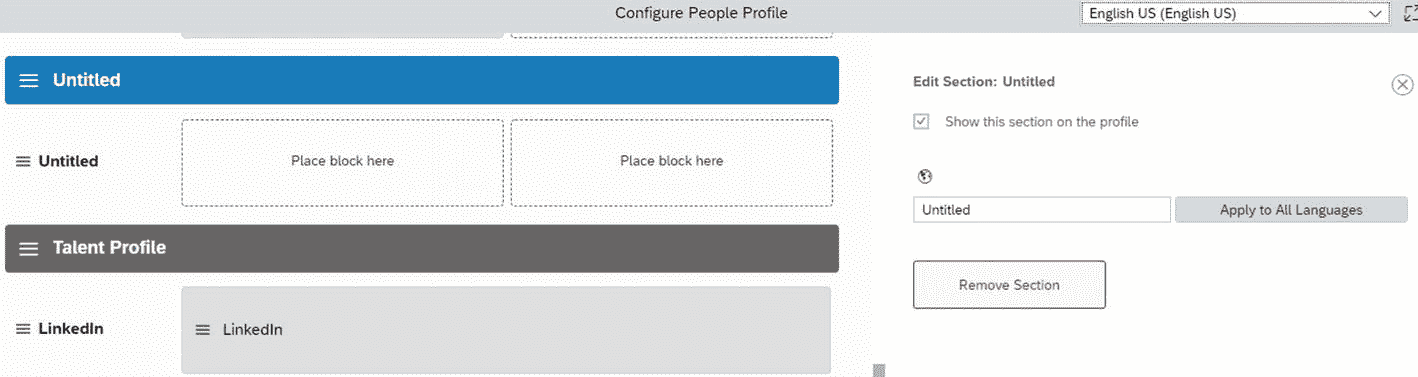 Configure People Profile
English US (English US)
Untitled
Untitled
Place block here
Place block here
Talent Profile
LinkedIn
LinkedIn
Edit Section: Untitled
Show this section on the profile
Untitled
Apply to All Languages
Remove Section